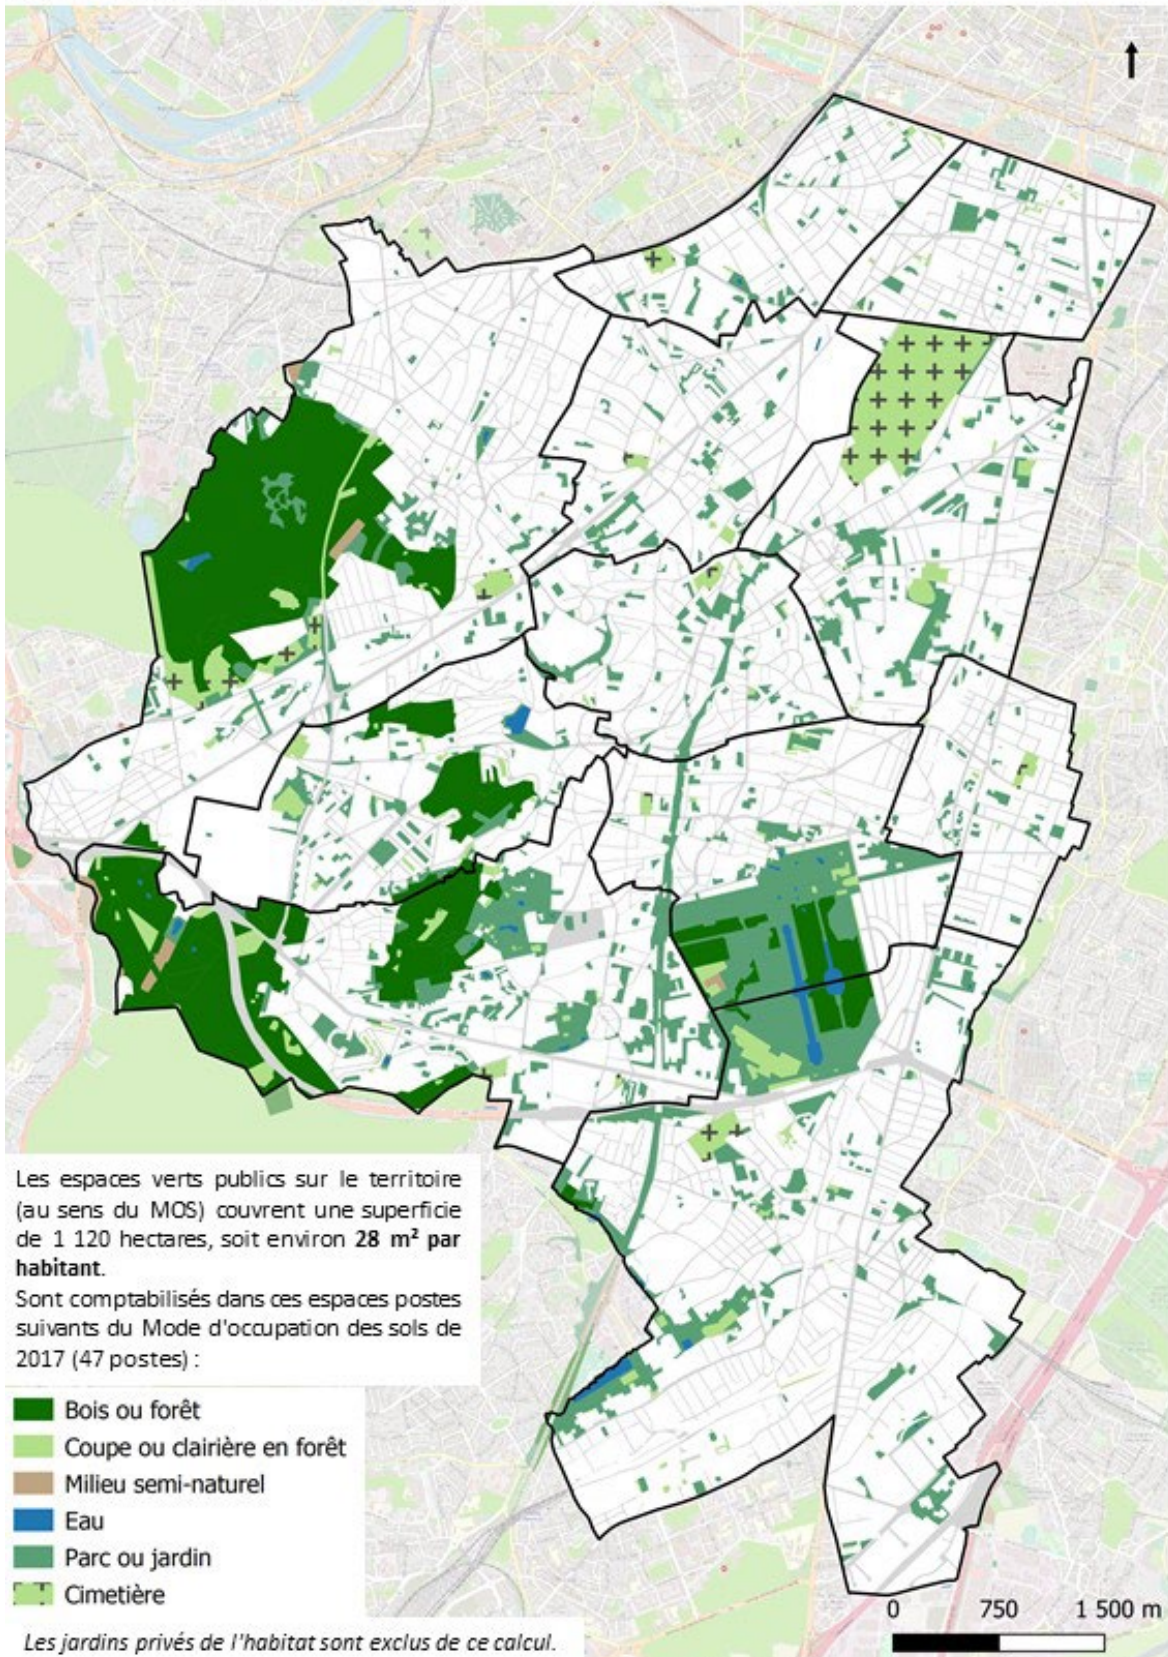 Les espaces verts publics sur le territoire
(au sens du MOS) couvrent une superficie
de 1 120 hectares, soit environ 28 m² par
habitant.
Sont comptabilisés dans ces espaces postes
suivants du Mode d'occupation des sols de
2017 (47 postes) :
Bois ou forêt
Coupe ou clairière en forêt
Milieu semi-naturel
Eau
Parc ou jardin
Cimetière
Les jardins privés de l'habitat sont exclus de ce calcul.
0 750 1 500 m